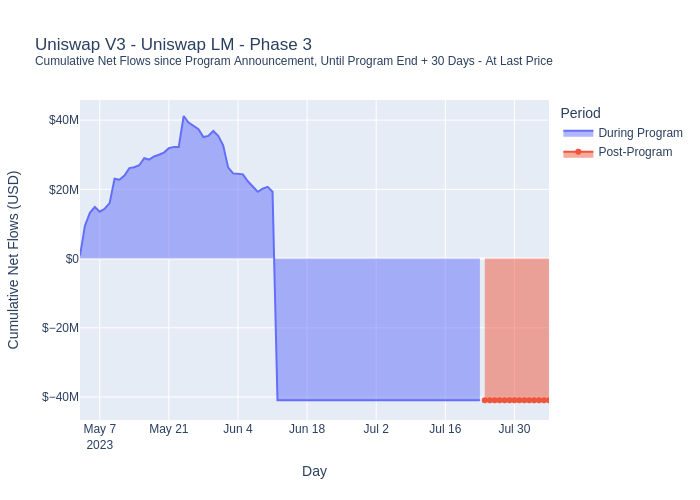 Uniswap V3 - Uniswap LM - Phase 3
Cumulative Net Flows since Program Announcement, Until Program End + 30 Days - At Last Price
Period
During Program
Post-Program
Cumulative Net Flows (USD)
$40M
$20M
$0
$−20M
$−40M
May 7
2023
May 21
Jun 4
Jun 18
Jul 2
Jul 16
Jul 30
Day